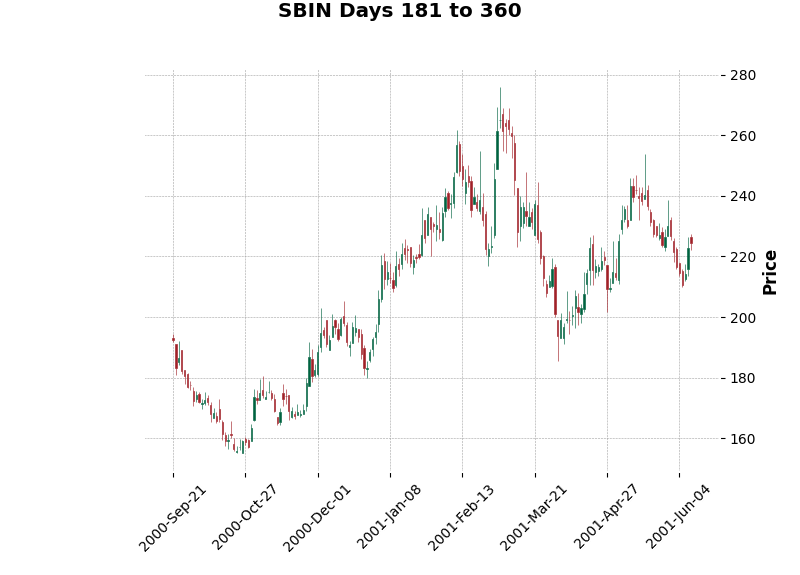 SBIN Days 181 to 360
280
260
240
220
200
180
160
Price
2000-Sep-21
2000-Oct-27
2000-Dec-01
2001-Jan-08
2001-Feb-13
2001-Mar-21
2001-Apr-27
2001-Jun-04